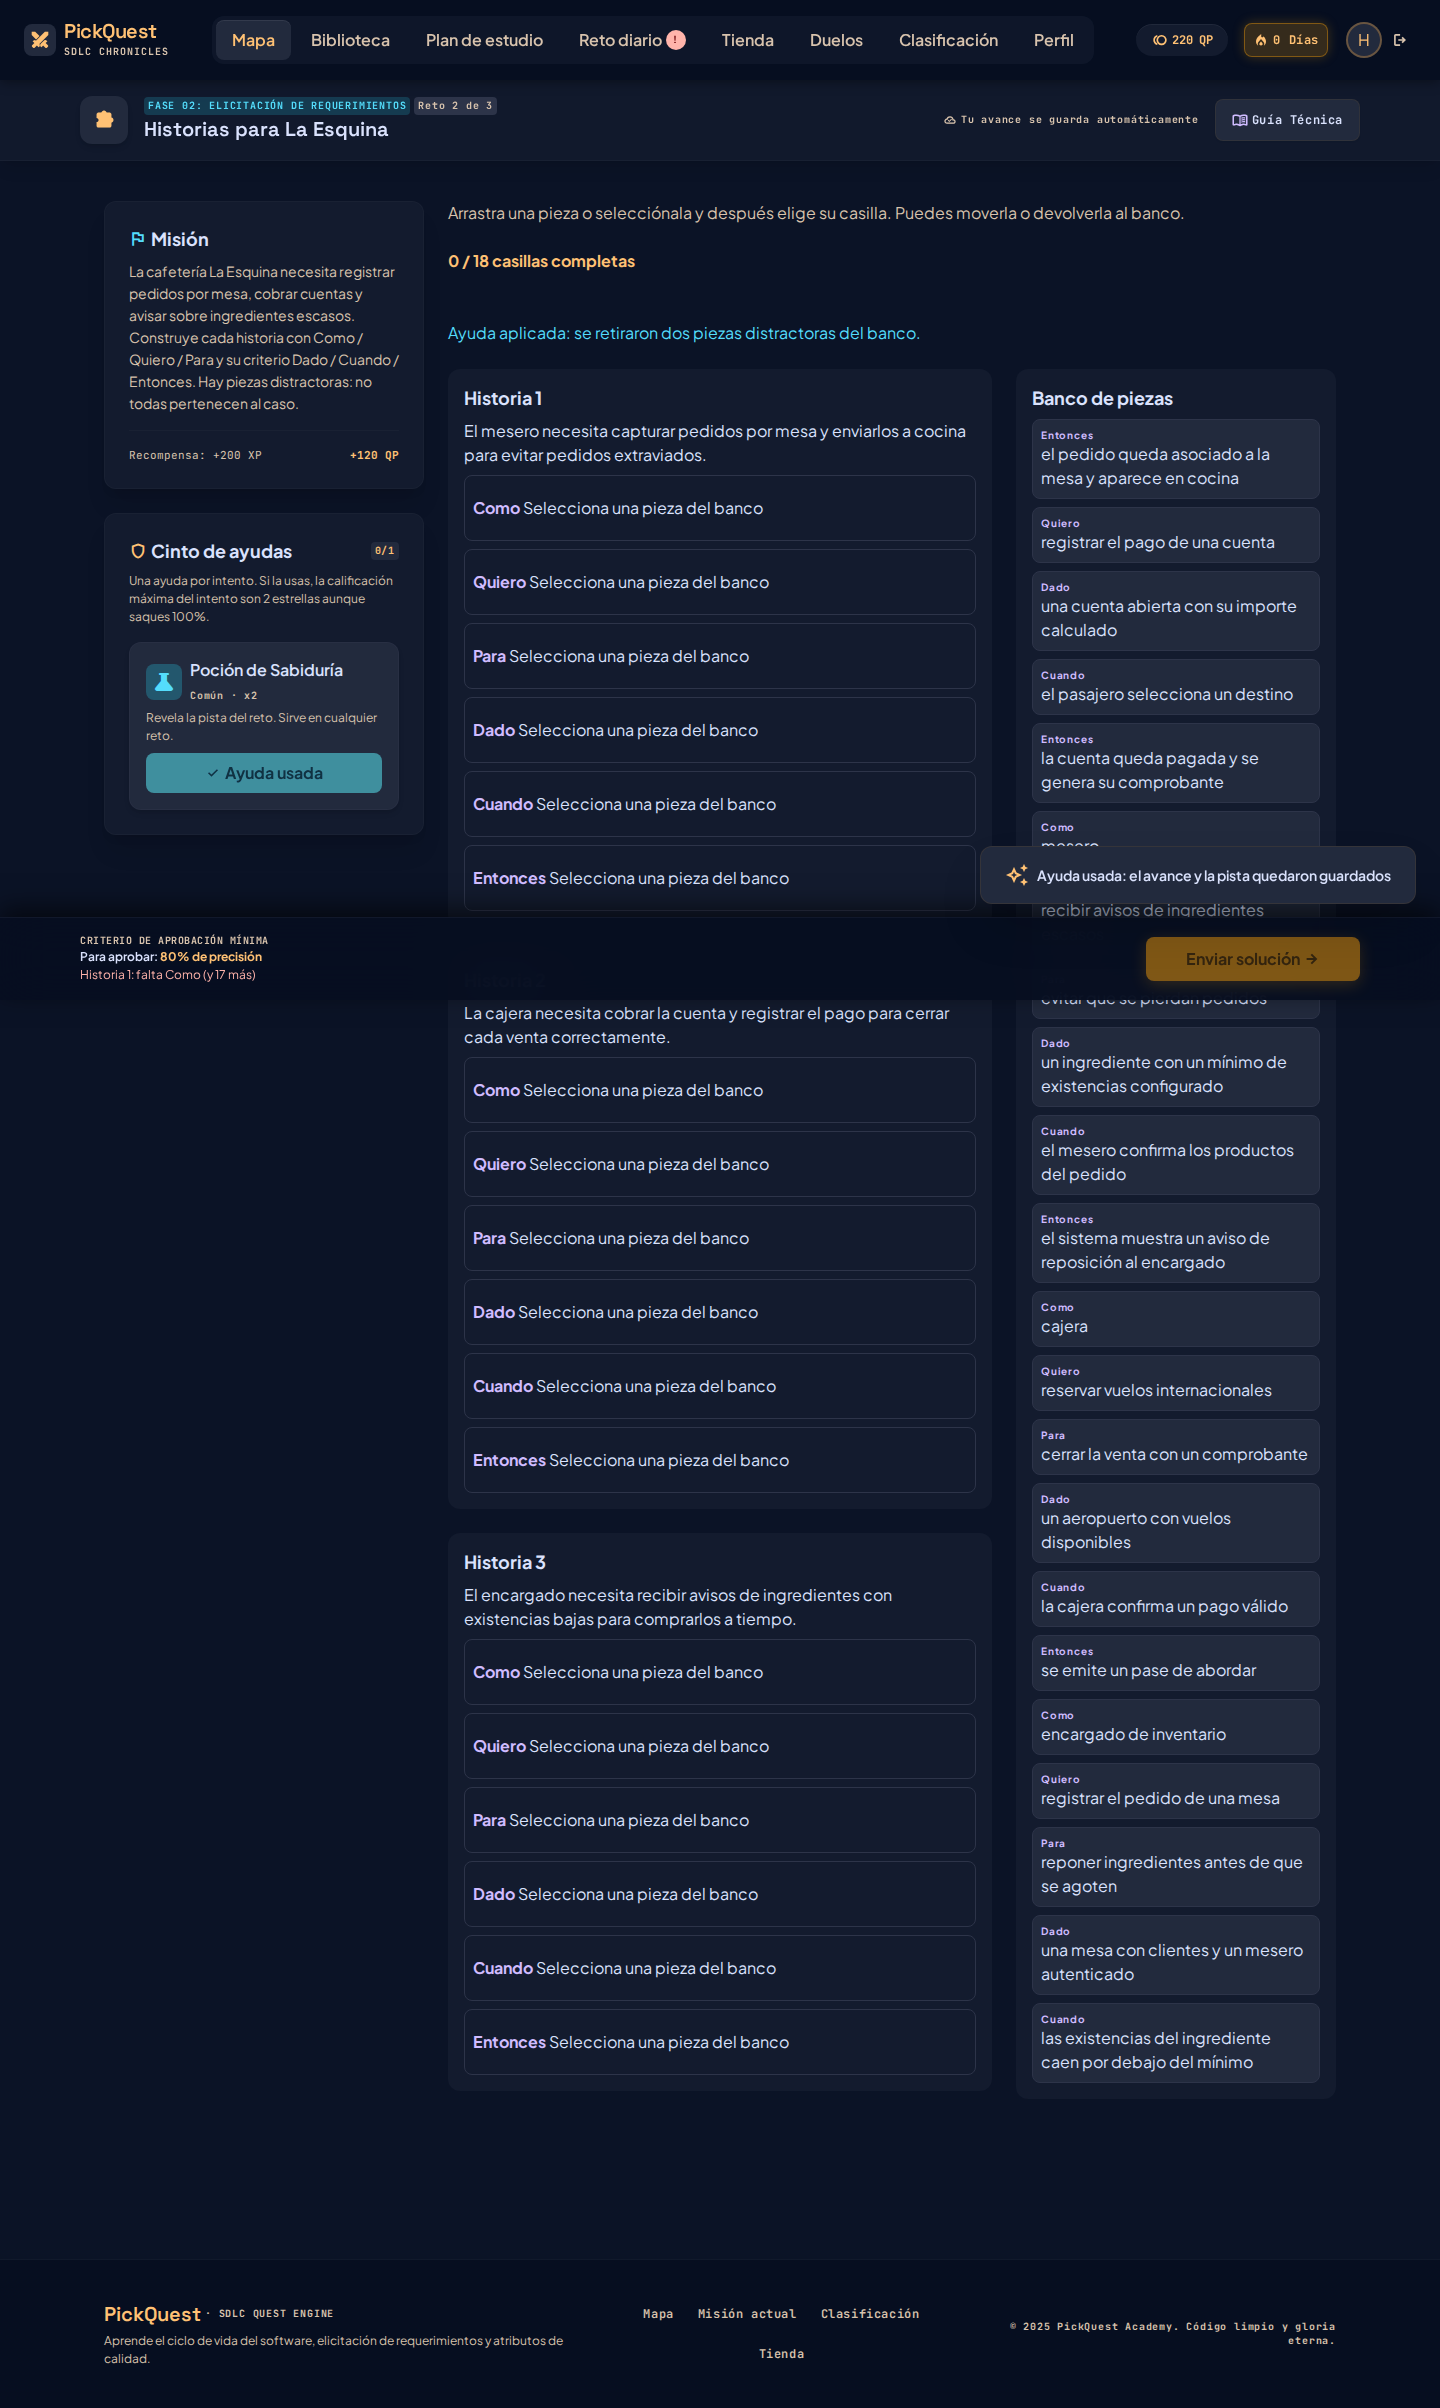 PickQuest
SDLC CHRONICLES
Mapa
Biblioteca
Plan de estudio
Reto diario !
Tienda
Duelos
Clasificación
Perfil
220 QP
0 Días
H
FASE 02: ELICITACIÓN DE REQUERIMIENTOS
Reto 2 de 3
Historias para La Esquina
Tu avance se guarda automáticamente
Guía Técnica
Misión
La cafetería La Esquina necesita registrar
pedidos por mesa, cobrar cuentas y
avisar sobre ingredientes escasos.
Construye cada historia con Como /
Quiero / Para y su criterio Dado / Cuando /
Entonces. Hay piezas distractoras: no
todas pertenecen al caso.
Recompensa: +200 XP
+120 QP
Cinto de ayudas
0/1
Una ayuda por intento. Si la usas, la calificación
máxima del intento son 2 estrellas aunque
saques 100%.
Poción de Sabiduría
Común · x2
Revela la pista del reto. Sirve en cualquier
reto.
Ayuda usada
Arrastra una pieza o selecciónala y después elige su casilla. Puedes moverla o devolverla al banco.
0 / 18 casillas completas
Ayuda aplicada: se retiraron dos piezas distractoras del banco.
Historia 1
El mesero necesita capturar pedidos por mesa y enviarlos a cocina
para evitar pedidos extraviados.
Como Selecciona una pieza del banco
Quiero Selecciona una pieza del banco
Para Selecciona una pieza del banco
Dado Selecciona una pieza del banco
Cuando Selecciona una pieza del banco
Entonces Selecciona una pieza del banco
La cajera necesita cobrar la cuenta y registrar el pago para cerrar
cada venta correctamente.
Como Selecciona una pieza del banco
Quiero Selecciona una pieza del banco
Para Selecciona una pieza del banco
Dado Selecciona una pieza del banco
Cuando Selecciona una pieza del banco
Entonces Selecciona una pieza del banco
Historia 3
El encargado necesita recibir avisos de ingredientes con
existencias bajas para comprarlos a tiempo.
Como Selecciona una pieza del banco
Quiero Selecciona una pieza del banco
Para Selecciona una pieza del banco
Dado Selecciona una pieza del banco
Cuando Selecciona una pieza del banco
Entonces Selecciona una pieza del banco
Banco de piezas
Entonces
el pedido queda asociado a la
mesa y aparece en cocina
Quiero
registrar el pago de una cuenta
Dado
una cuenta abierta con su importe
calculado
Cuando
el pasajero selecciona un destino
Entonces
la cuenta queda pagada y se
genera su comprobante
Como
mesero
Ayuda usada: el avance y la pista quedaron guardados
recibir avisos de ingredientes
evitar que se pierdan pedidos
Dado
un ingrediente con un mínimo de
existencias configurado
Cuando
el mesero confirma los productos
del pedido
Entonces
el sistema muestra un aviso de
reposición al encargado
Como
cajera
Quiero
reservar vuelos internacionales
Para
cerrar la venta con un comprobante
Dado
un aeropuerto con vuelos
disponibles
Cuando
la cajera confirma un pago válido
Entonces
se emite un pase de abordar
Como
encargado de inventario
Quiero
registrar el pedido de una mesa
Para
reponer ingredientes antes de que
se agoten
Dado
una mesa con clientes y un mesero
autenticado
Cuando
las existencias del ingrediente
caen por debajo del mínimo
CRITERIO DE APROBACIÓN MÍNIMA
Para aprobar: 80% de precisión
Historia 1: falta Como (y 17 más)
Enviar solución
PickQuest · SDLC QUEST ENGINE
Aprende el ciclo de vida del software, elicitación de requerimientos y atributos de
calidad.
Mapa
Misión actual
Clasificación
Tienda
© 2025 PickQuest Academy. Código limpio y gloria
eterna.